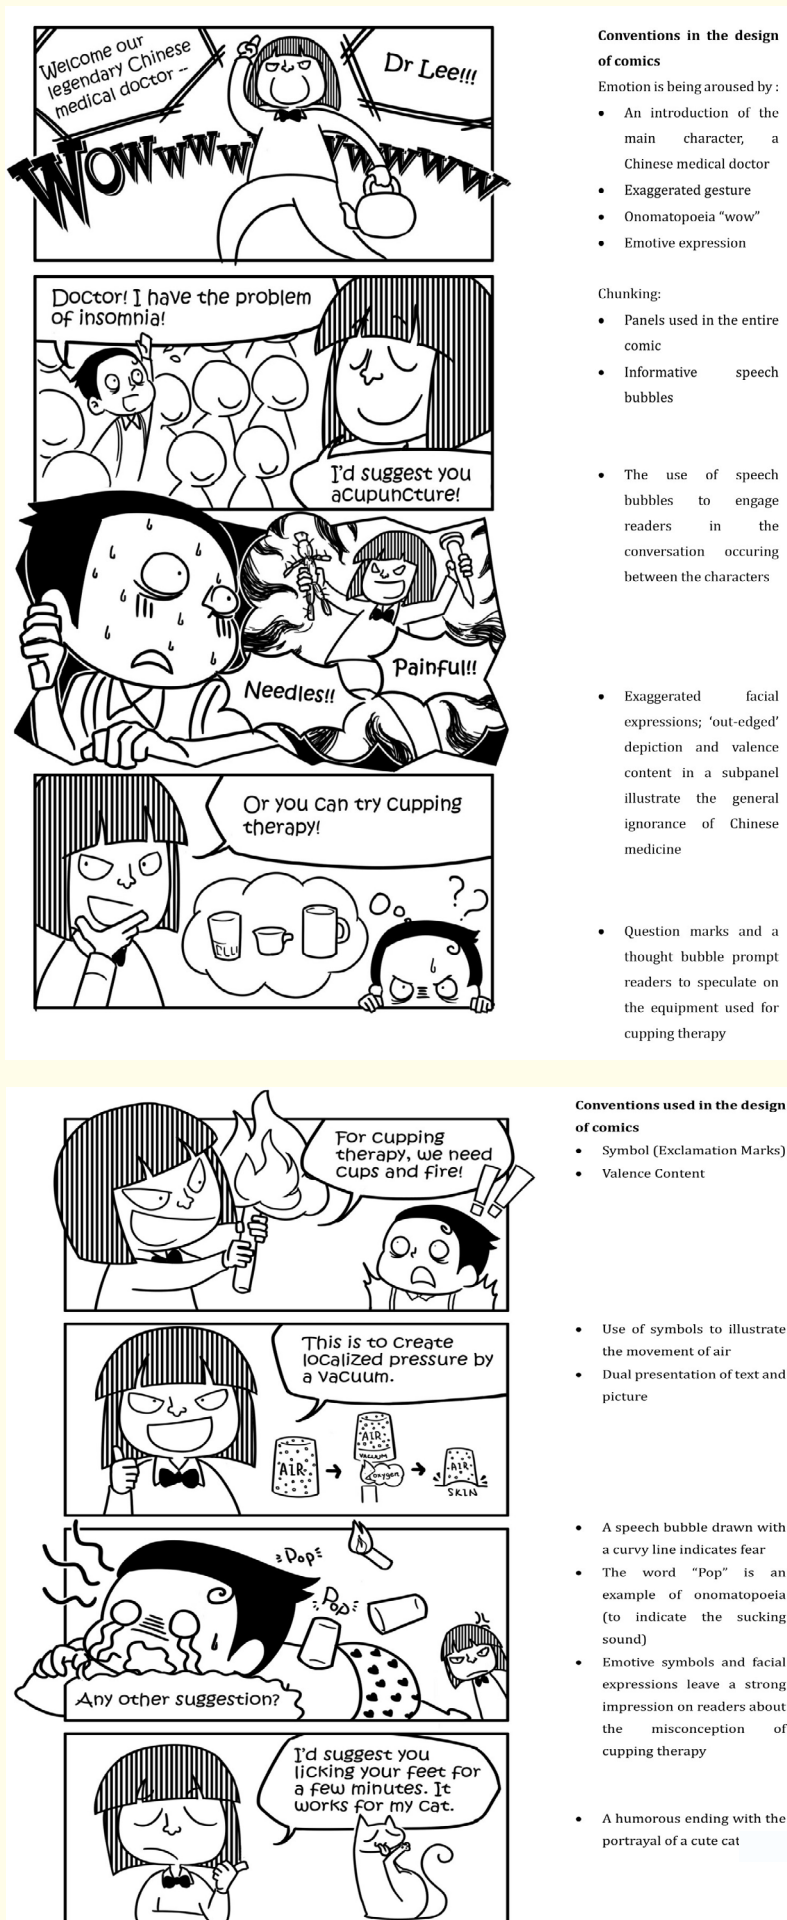 Welcome our
legendary Chinese
medical doctor --
Dr Lee!!!
WOWwwwwwwwww
Conventions in the design
of comics
Emotion is being aroused by :
• An introduction of the
main character, a
Chinese medical doctor
• Exaggerated gesture
• Onomatopoeia “wow”
• Emotive expression
Doctor! I have the problem
of insomnia!
I'd suggest you
acupuncture!
Chunking:
• Panels used in the entire
comic
• Informative speech
bubbles
• The use of speech
bubbles to engage
readers in the
conversation occuring
between the characters
Needles!!
Painful!!
• Exaggerated facial
expressions; ‘out-edged’
depiction and valence
content in a subpanel
illustrate the general
ignorance of Chinese
medicine
Or you can try cupping
therapy!
??
• Question marks and a
thought bubble prompt
readers to speculate on
the equipment used for
cupping therapy
For cupping
therapy, we need
cups and fire!
!!
Conventions used in the design
of comics
• Symbol (Exclamation Marks)
• Valence Content
This is to create
localized pressure by
a vacuum.
AIR
AIR
VACUUM
oxygen
AIR
SKIN
• Use of symbols to illustrate
the movement of air
• Dual presentation of text and
picture
Pop
Pop
Any other suggestion?
• A speech bubble drawn with
a curvy line indicates fear
• The word “Pop” is an
example of onomatopoeia
(to indicate the sucking
sound)
• Emotive symbols and facial
expressions leave a strong
impression on readers about
the misconception of
cupping therapy
I'd suggest you
licking your feet for
a few minutes. It
works for my cat.
• A humorous ending with the
portrayal of a cute cat